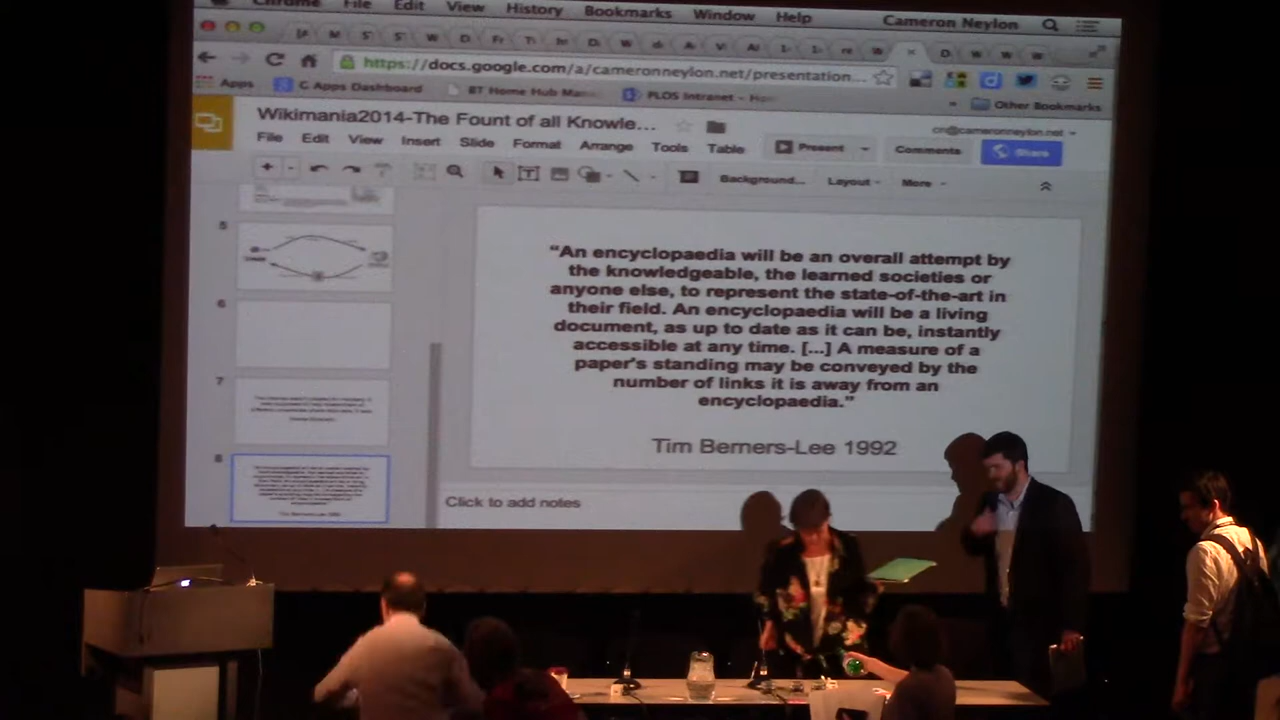 Chrome File Edit View History Bookmarks Window Help Cameron Neylon
https://docs.google.com/a/cameronneylon.net/presentation...
Apps G Apps Dashboard BT Home Hub Man PLOS Intranet - Ho
» Other Bookmarks
Wikimania2014-The Fount of all Knowle...
cn@cameronneylon.net
File Edit View Insert Slide Format Arrange Tools Table Present Comments Share
Background... Layout More
5
6
7
8
“An encyclopaedia will be an overall attempt by
the knowledgeable, the learned societies or
anyone else, to represent the state-of-the-art in
their field. An encyclopaedia will be a living
document, as up to date as it can be, instantly
accessible at any time. [...] A measure of a
paper's standing may be conveyed by the
number of links it is away from an
encyclopaedia.”
Tim Berners-Lee 1992
Click to add notes